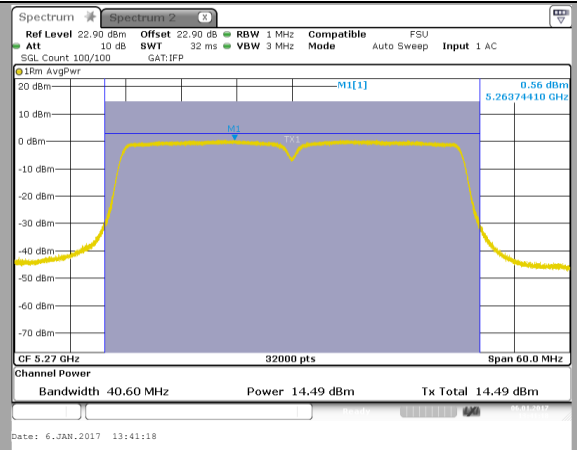 Spectrum Spectrum 2 X
Ref Level 22.90 dBm Offset 22.90 dB RBW 1 MHz Compatible FSU
Att 10 dB SWT 32 ms VBW 3 MHz Mode Auto Sweep Input 1 AC
SGL Count 100/100 GAT:IFP
1Rm AvgPwr
20 dBm M1[1] 0.56 dBm
5.26374410 GHz
10 dBm
M1
0 dBm TX1
-10 dBm
-20 dBm
-30 dBm
-40 dBm
-50 dBm
-60 dBm
-70 dBm
CF 5.27 GHz 32000 pts Span 60.0 MHz
Channel Power
Bandwidth 40.60 MHz Power 14.49 dBm Tx Total 14.49 dBm
Ready 06.01.2017
Date: 6.JAN.2017 13:41:18